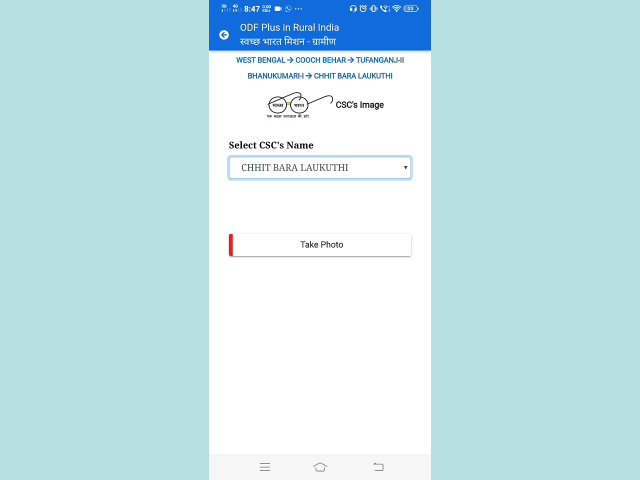 8:47
ODF Plus in Rural India
स्वच्छ भारत मिशन - ग्रामीण
WEST BENGAL → COOCH BEHAR → TUFANGANJ-II
BHANUKUMARI-I → CHHIT BARA LAUKUTHI
CSC's Image
Select CSC's Name
CHHIT BARA LAUKUTHI
Take Photo